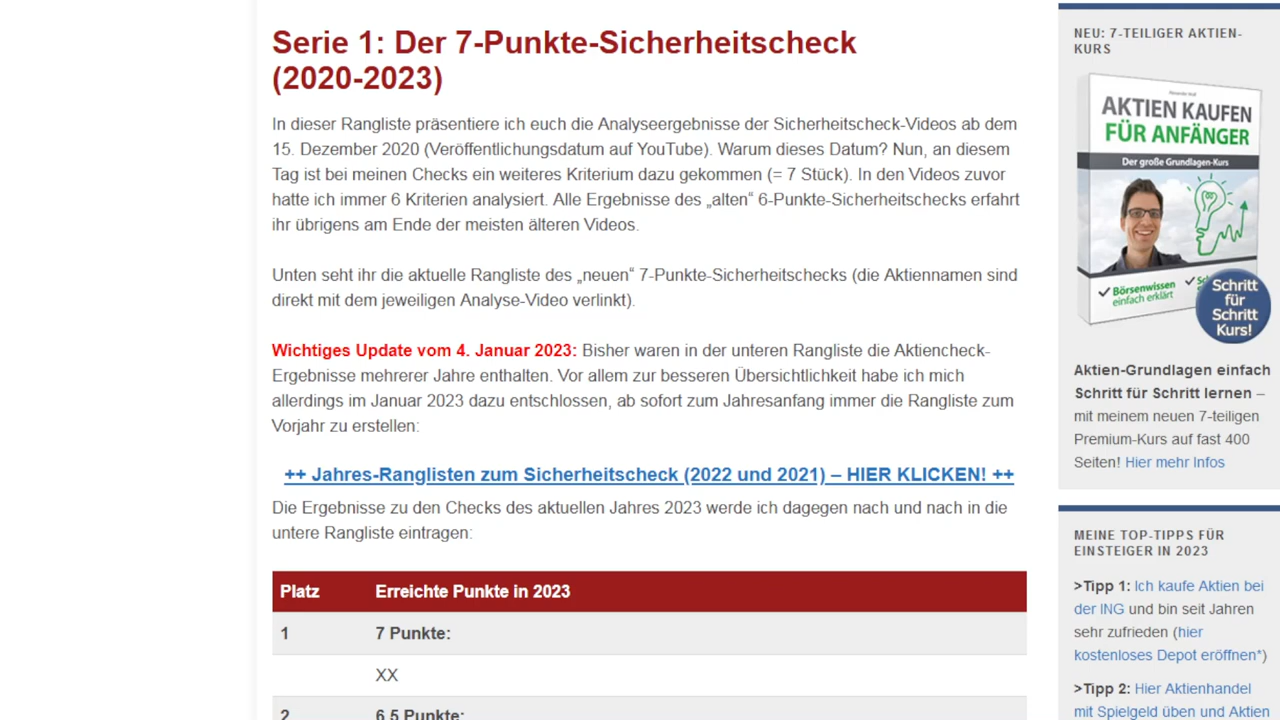 Serie 1: Der 7-Punkte-Sicherheitscheck
(2020-2023)
In dieser Rangliste präsentiere ich euch die Analyseergebnisse der Sicherheitscheck-Videos ab dem
15. Dezember 2020 (Veröffentlichungsdatum auf YouTube). Warum dieses Datum? Nun, an diesem
Tag ist bei meinen Checks ein weiteres Kriterium dazu gekommen (= 7 Stück). In den Videos zuvor
hatte ich immer 6 Kriterien analysiert. Alle Ergebnisse des „alten“ 6-Punkte-Sicherheitschecks erfahrt
ihr übrigens am Ende der meisten älteren Videos.
Unten seht ihr die aktuelle Rangliste des „neuen“ 7-Punkte-Sicherheitschecks (die Aktiennamen sind
direkt mit dem jeweiligen Analyse-Video verlinkt).
Wichtiges Update vom 4. Januar 2023: Bisher waren in der unteren Rangliste die Aktiencheck-
Ergebnisse mehrerer Jahre enthalten. Vor allem zur besseren Übersichtlichkeit habe ich mich
allerdings im Januar 2023 dazu entschlossen, ab sofort zum Jahresanfang immer die Rangliste zum
Vorjahr zu erstellen:
++ Jahres-Ranglisten zum Sicherheitscheck (2022 und 2021) – HIER KLICKEN! ++
Die Ergebnisse zu den Checks des aktuellen Jahres 2023 werde ich dagegen nach und nach in die
untere Rangliste eintragen:
Platz Erreichte Punkte in 2023
1 7 Punkte:
XX
2 6,5 Punkte:
NEU: 7-TEILIGER AKTIEN-
KURS
AKTIEN KAUFEN
FÜR ANFÄNGER
Der große Grundlagen-Kurs
Börsenwissen
einfach erklärt
Schritt
für
Schritt
Kurs!
Aktien-Grundlagen einfach
Schritt für Schritt lernen –
mit meinem neuen 7-teiligen
Premium-Kurs auf fast 400
Seiten! Hier mehr Infos
MEINE TOP-TIPPS FÜR
EINSTEIGER IN 2023
>Tipp 1: Ich kaufe Aktien bei
der ING und bin seit Jahren
sehr zufrieden (hier
kostenloses Depot eröffnen*)
>Tipp 2: Hier Aktienhandel
mit Spielgeld üben und Aktien